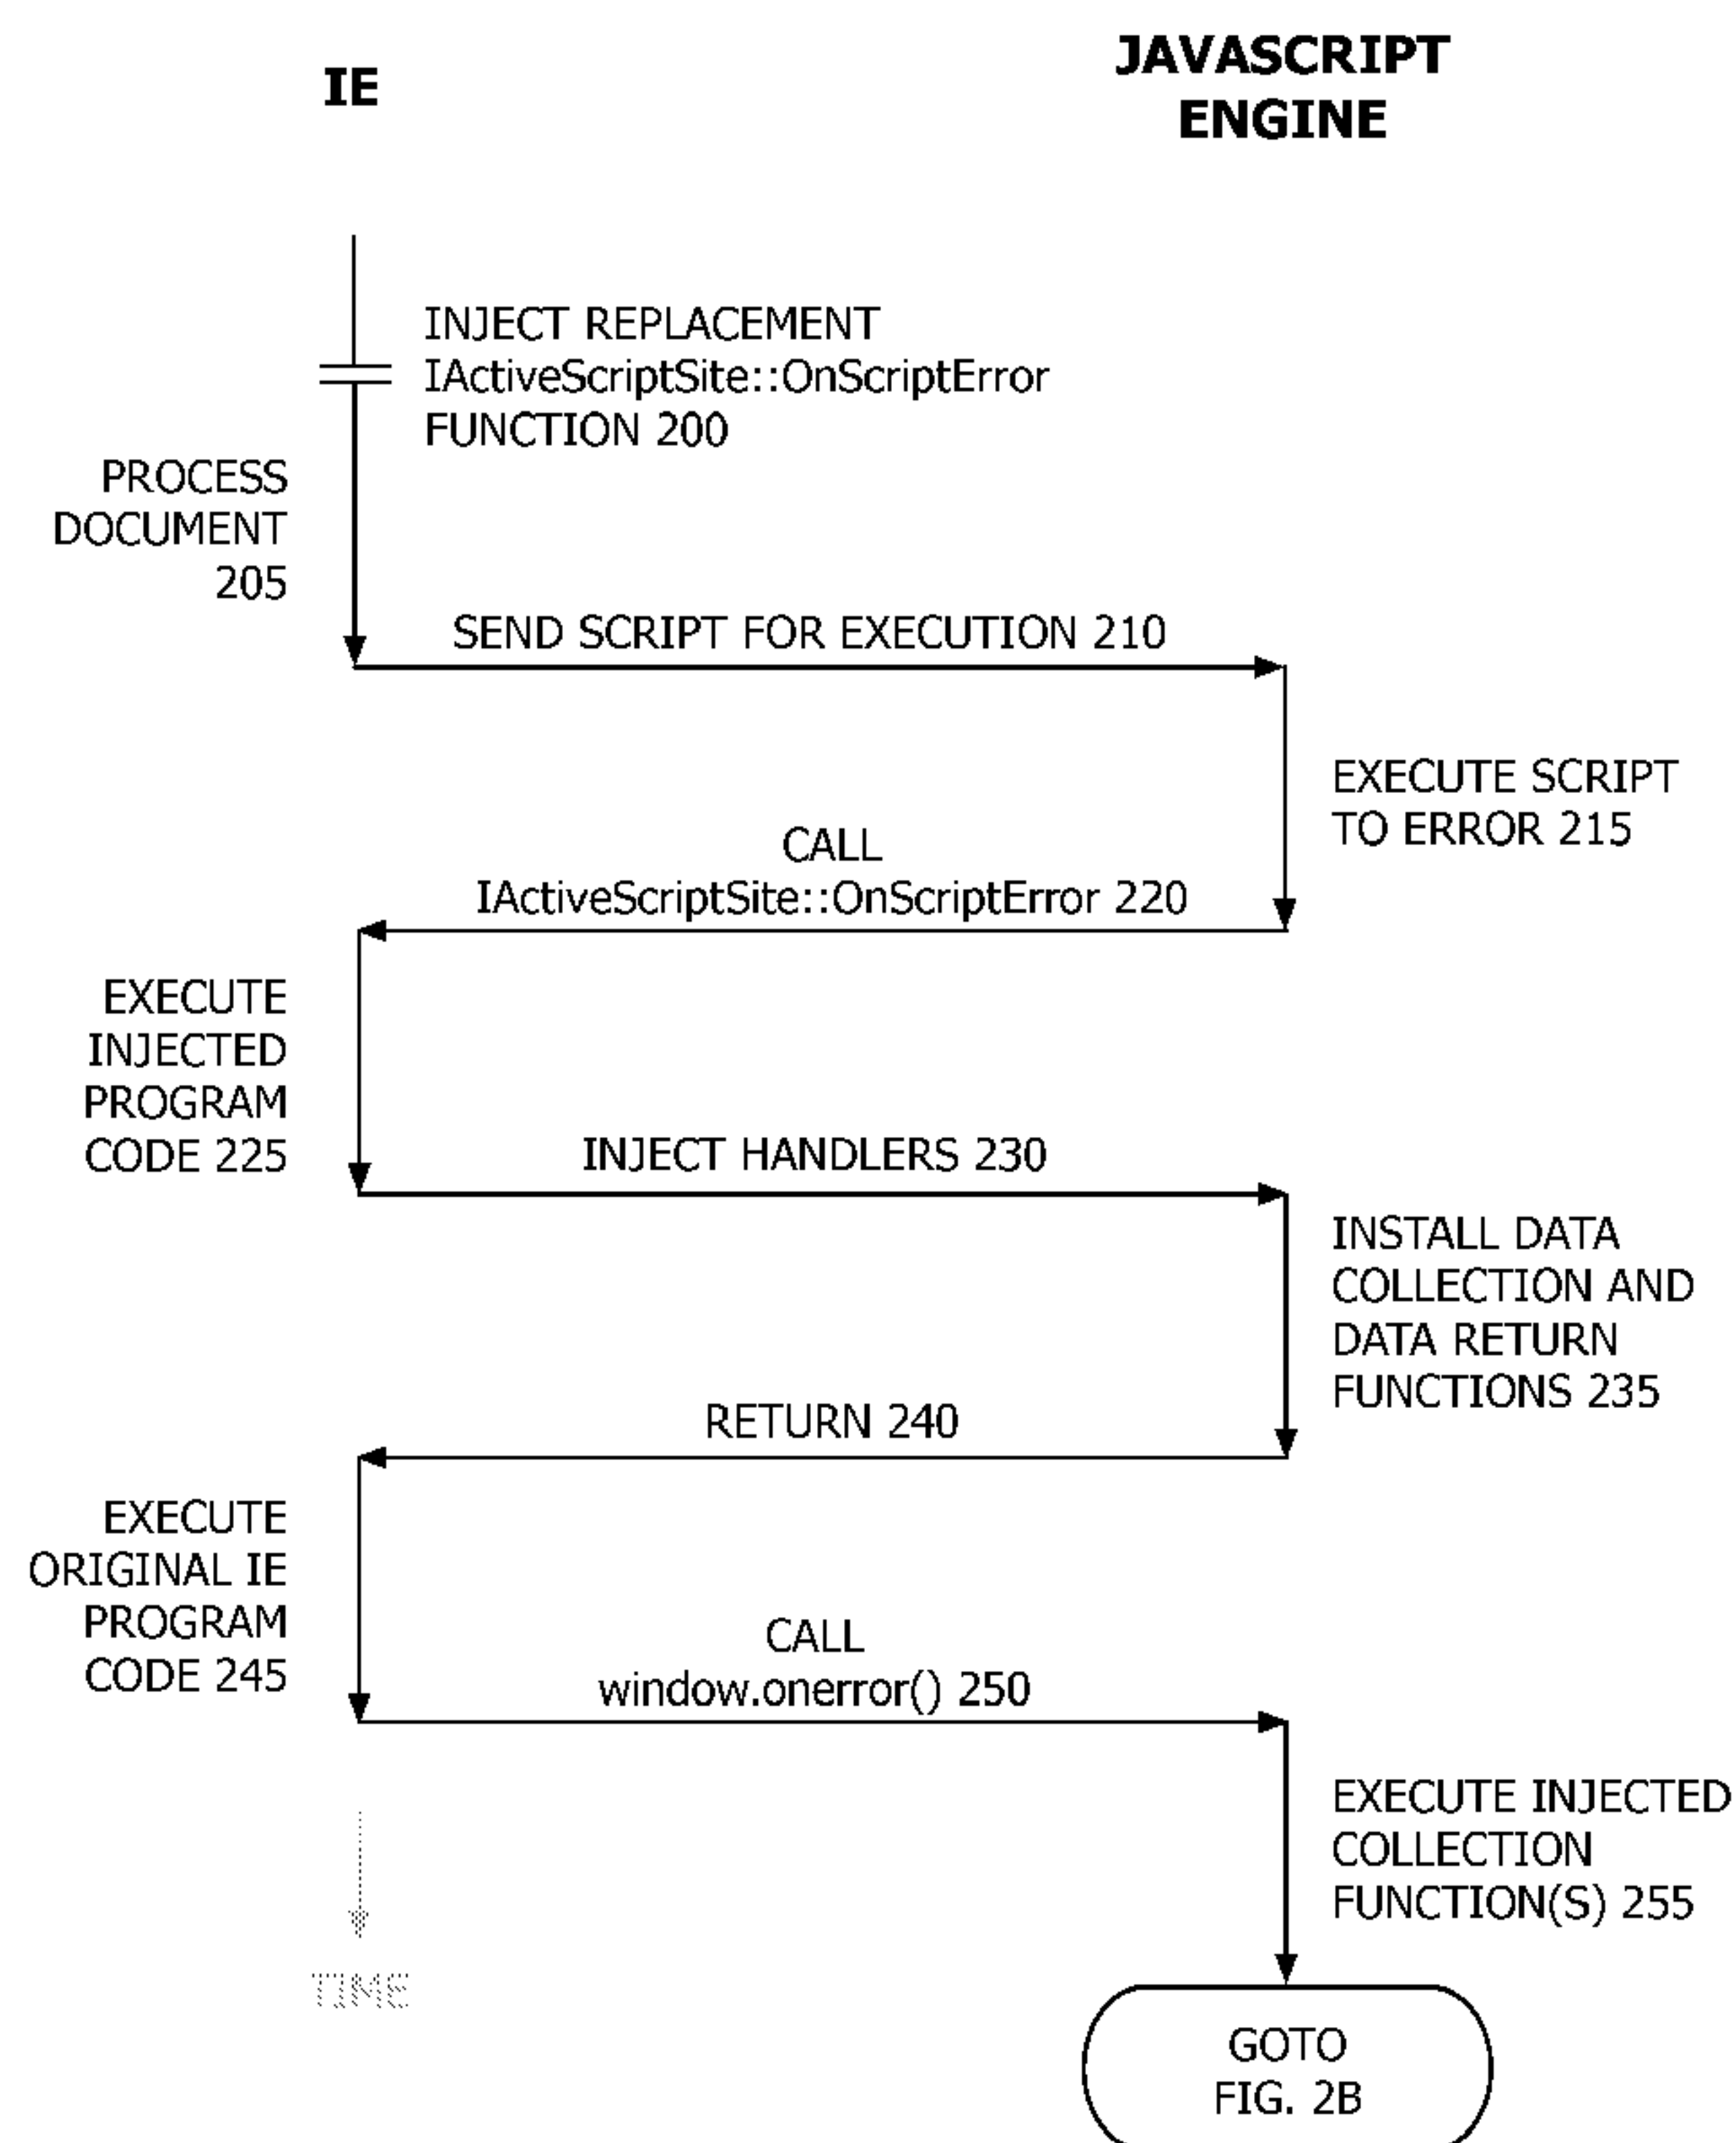 IE
JAVASCRIPT
ENGINE
INJECT REPLACEMENT
IActiveScriptSite::OnScriptError
FUNCTION 200
PROCESS
DOCUMENT
205
SEND SCRIPT FOR EXECUTION 210
EXECUTE SCRIPT
TO ERROR 215
CALL
IActiveScriptSite::OnScriptError 220
EXECUTE
INJECTED
PROGRAM
CODE 225
INJECT HANDLERS 230
INSTALL DATA
COLLECTION AND
DATA RETURN
FUNCTIONS 235
RETURN 240
EXECUTE
ORIGINAL IE
PROGRAM
CODE 245
CALL
window.onerror() 250
EXECUTE INJECTED
COLLECTION
FUNCTION(S) 255
TIME
GOTO
FIG. 2B